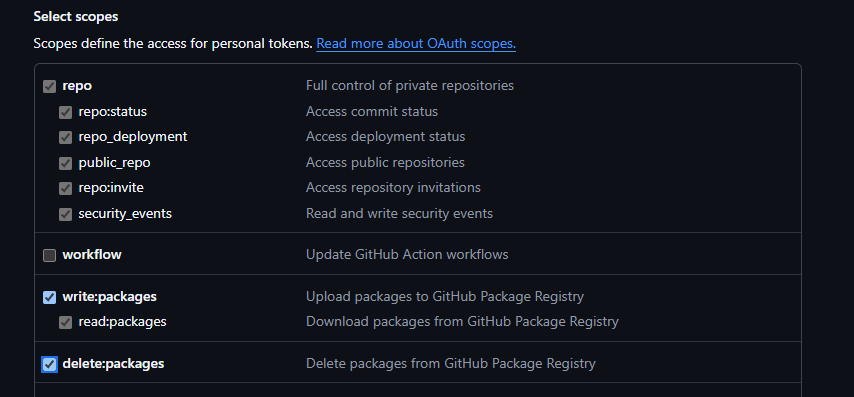 Select scopes
Scopes define the access for personal tokens. Read more about OAuth scopes.
repo Full control of private repositories
repo:status Access commit status
repo_deployment Access deployment status
public_repo Access public repositories
repo:invite Access repository invitations
security_events Read and write security events
workflow Update GitHub Action workflows
write:packages Upload packages to GitHub Package Registry
read:packages Download packages from GitHub Package Registry
delete:packages Delete packages from GitHub Package Registry